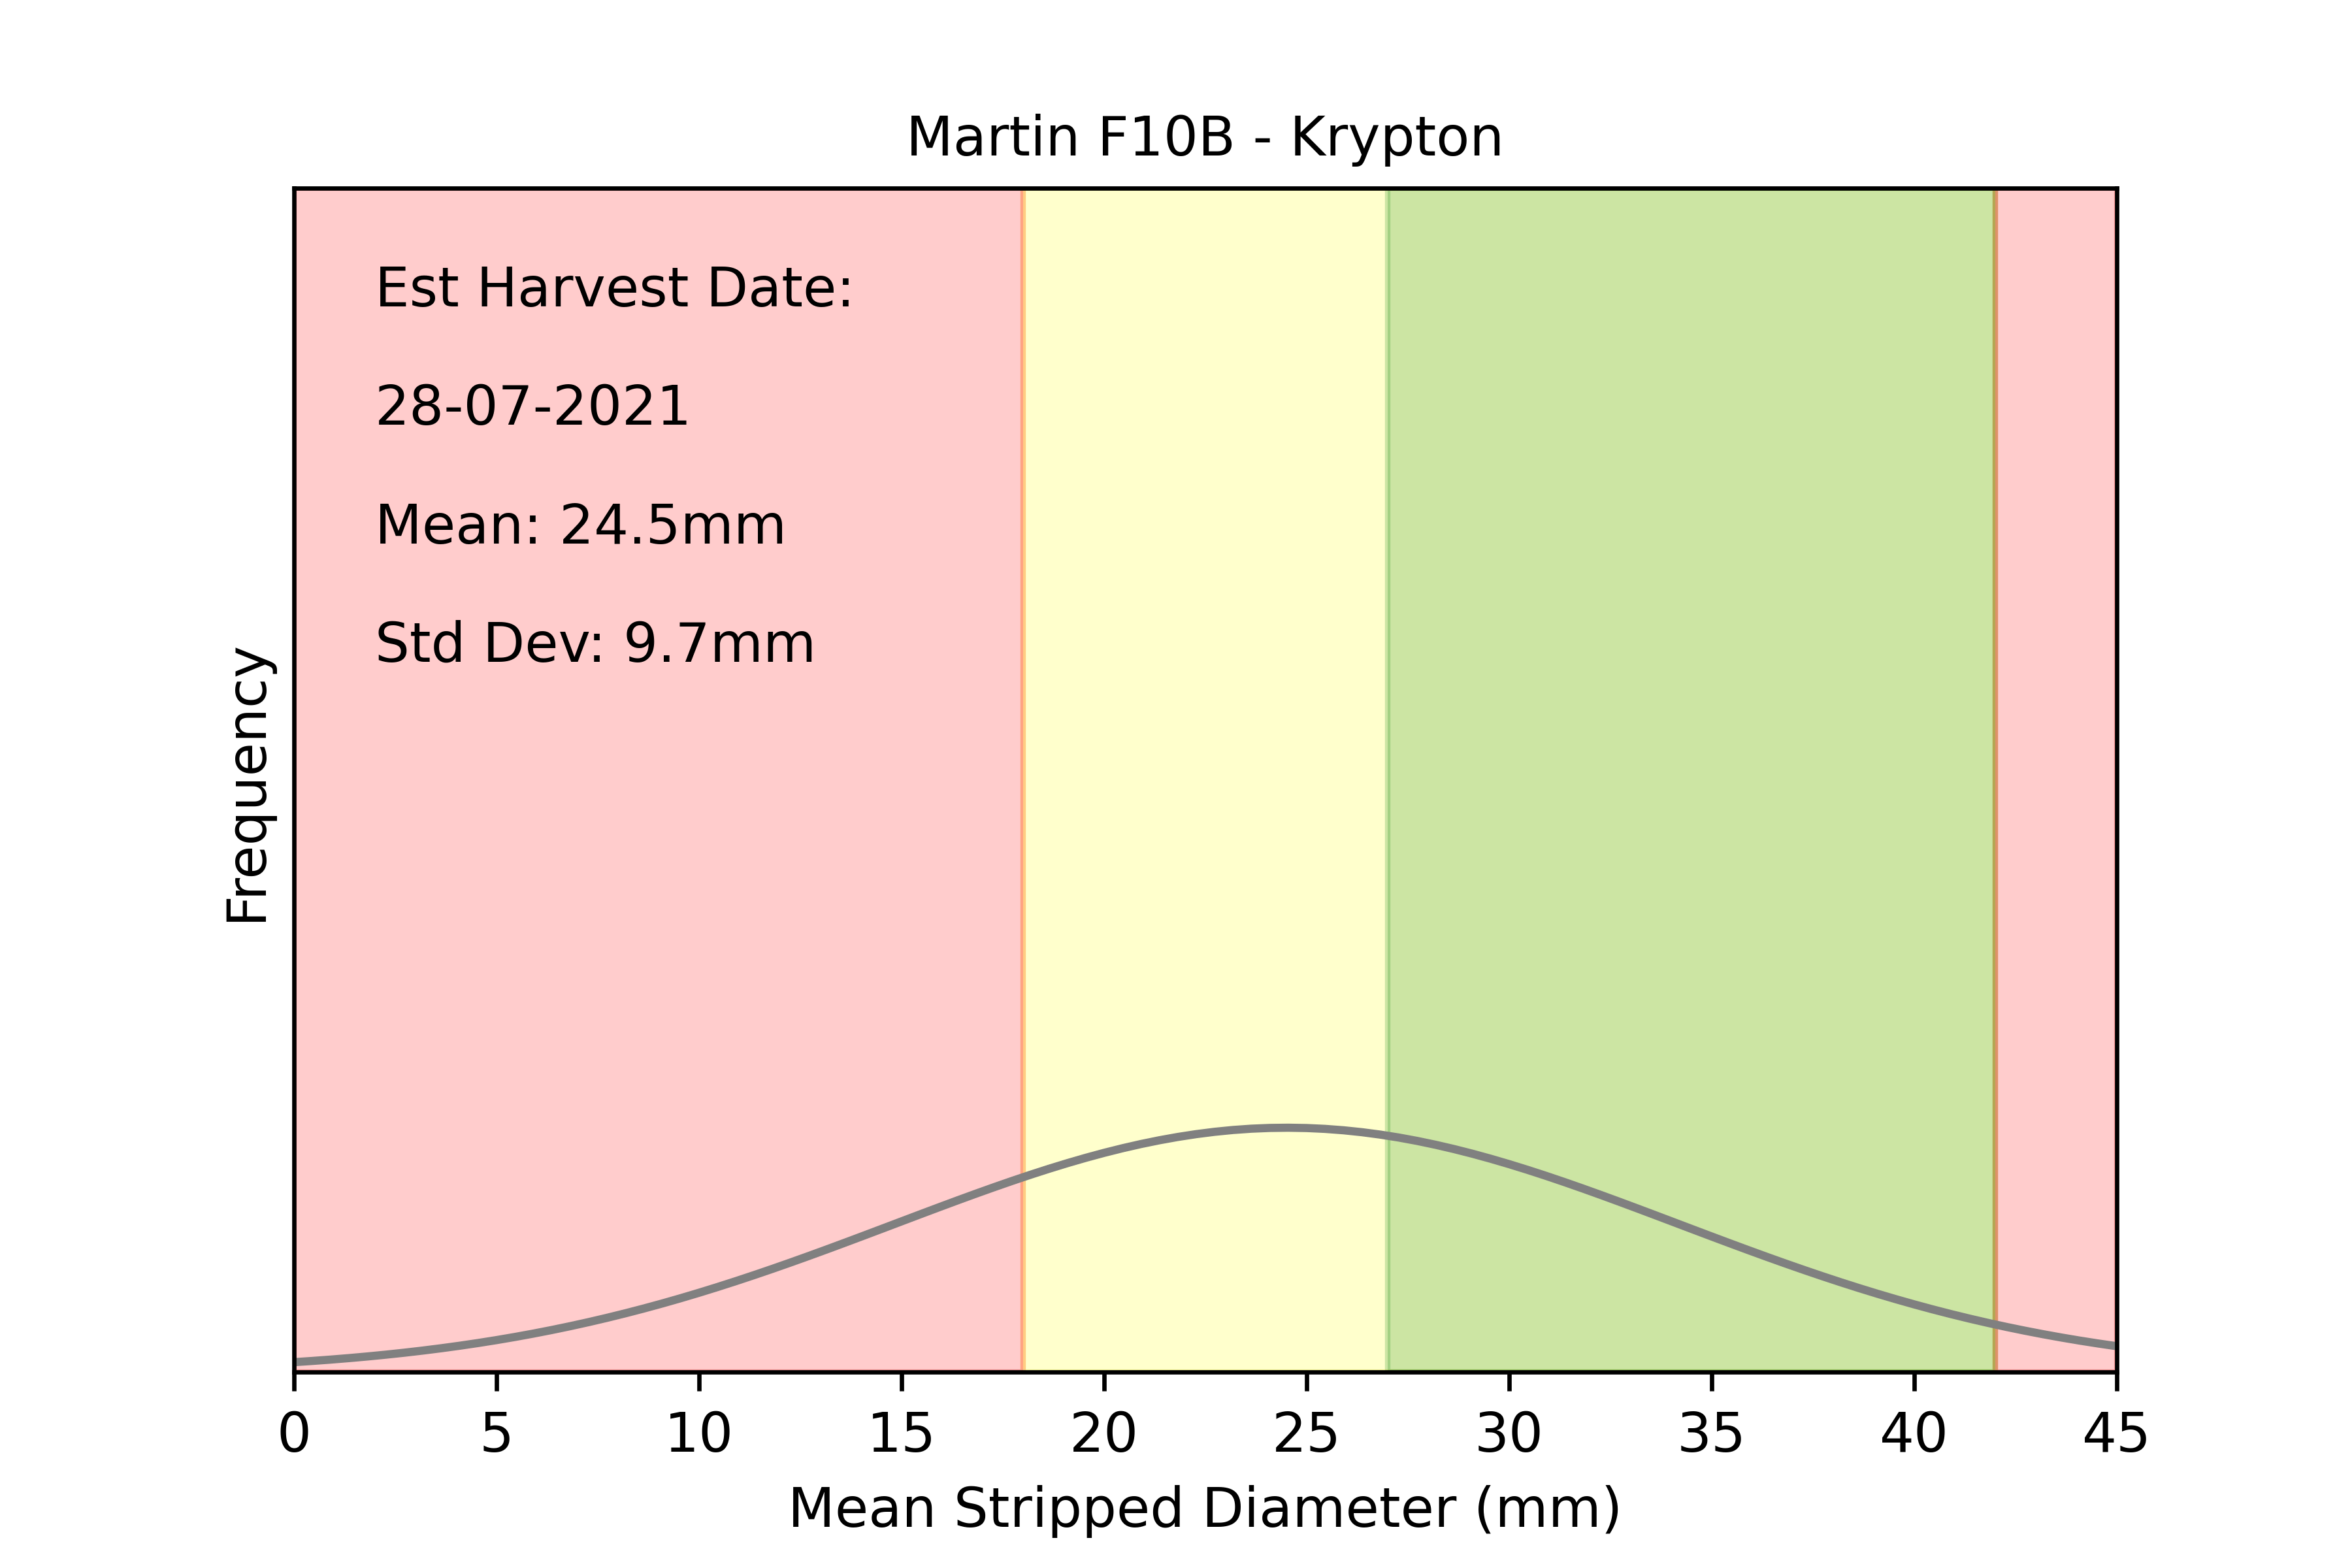 Martin F10B - Krypton
Est Harvest Date:
28-07-2021
Mean: 24.5mm
Std Dev: 9.7mm
Frequency
0 5 10 15 20 25 30 35 40 45
Mean Stripped Diameter (mm)